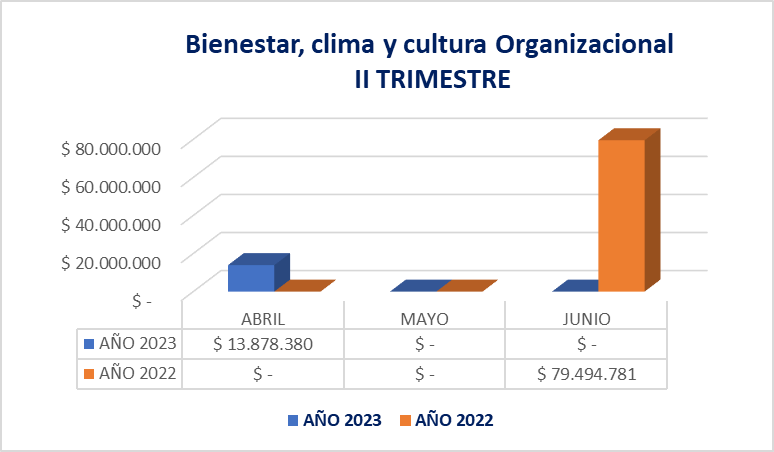 Bienestar, clima y cultura Organizacional
II TRIMESTRE
$ 80.000.000
$ 60.000.000
$ 40.000.000
$ 20.000.000
$ -
ABRIL MAYO JUNIO
AÑO 2023 $ 13.878.380 $ - $ -
AÑO 2022 $ - $ - $ 79.494.781
AÑO 2023 AÑO 2022